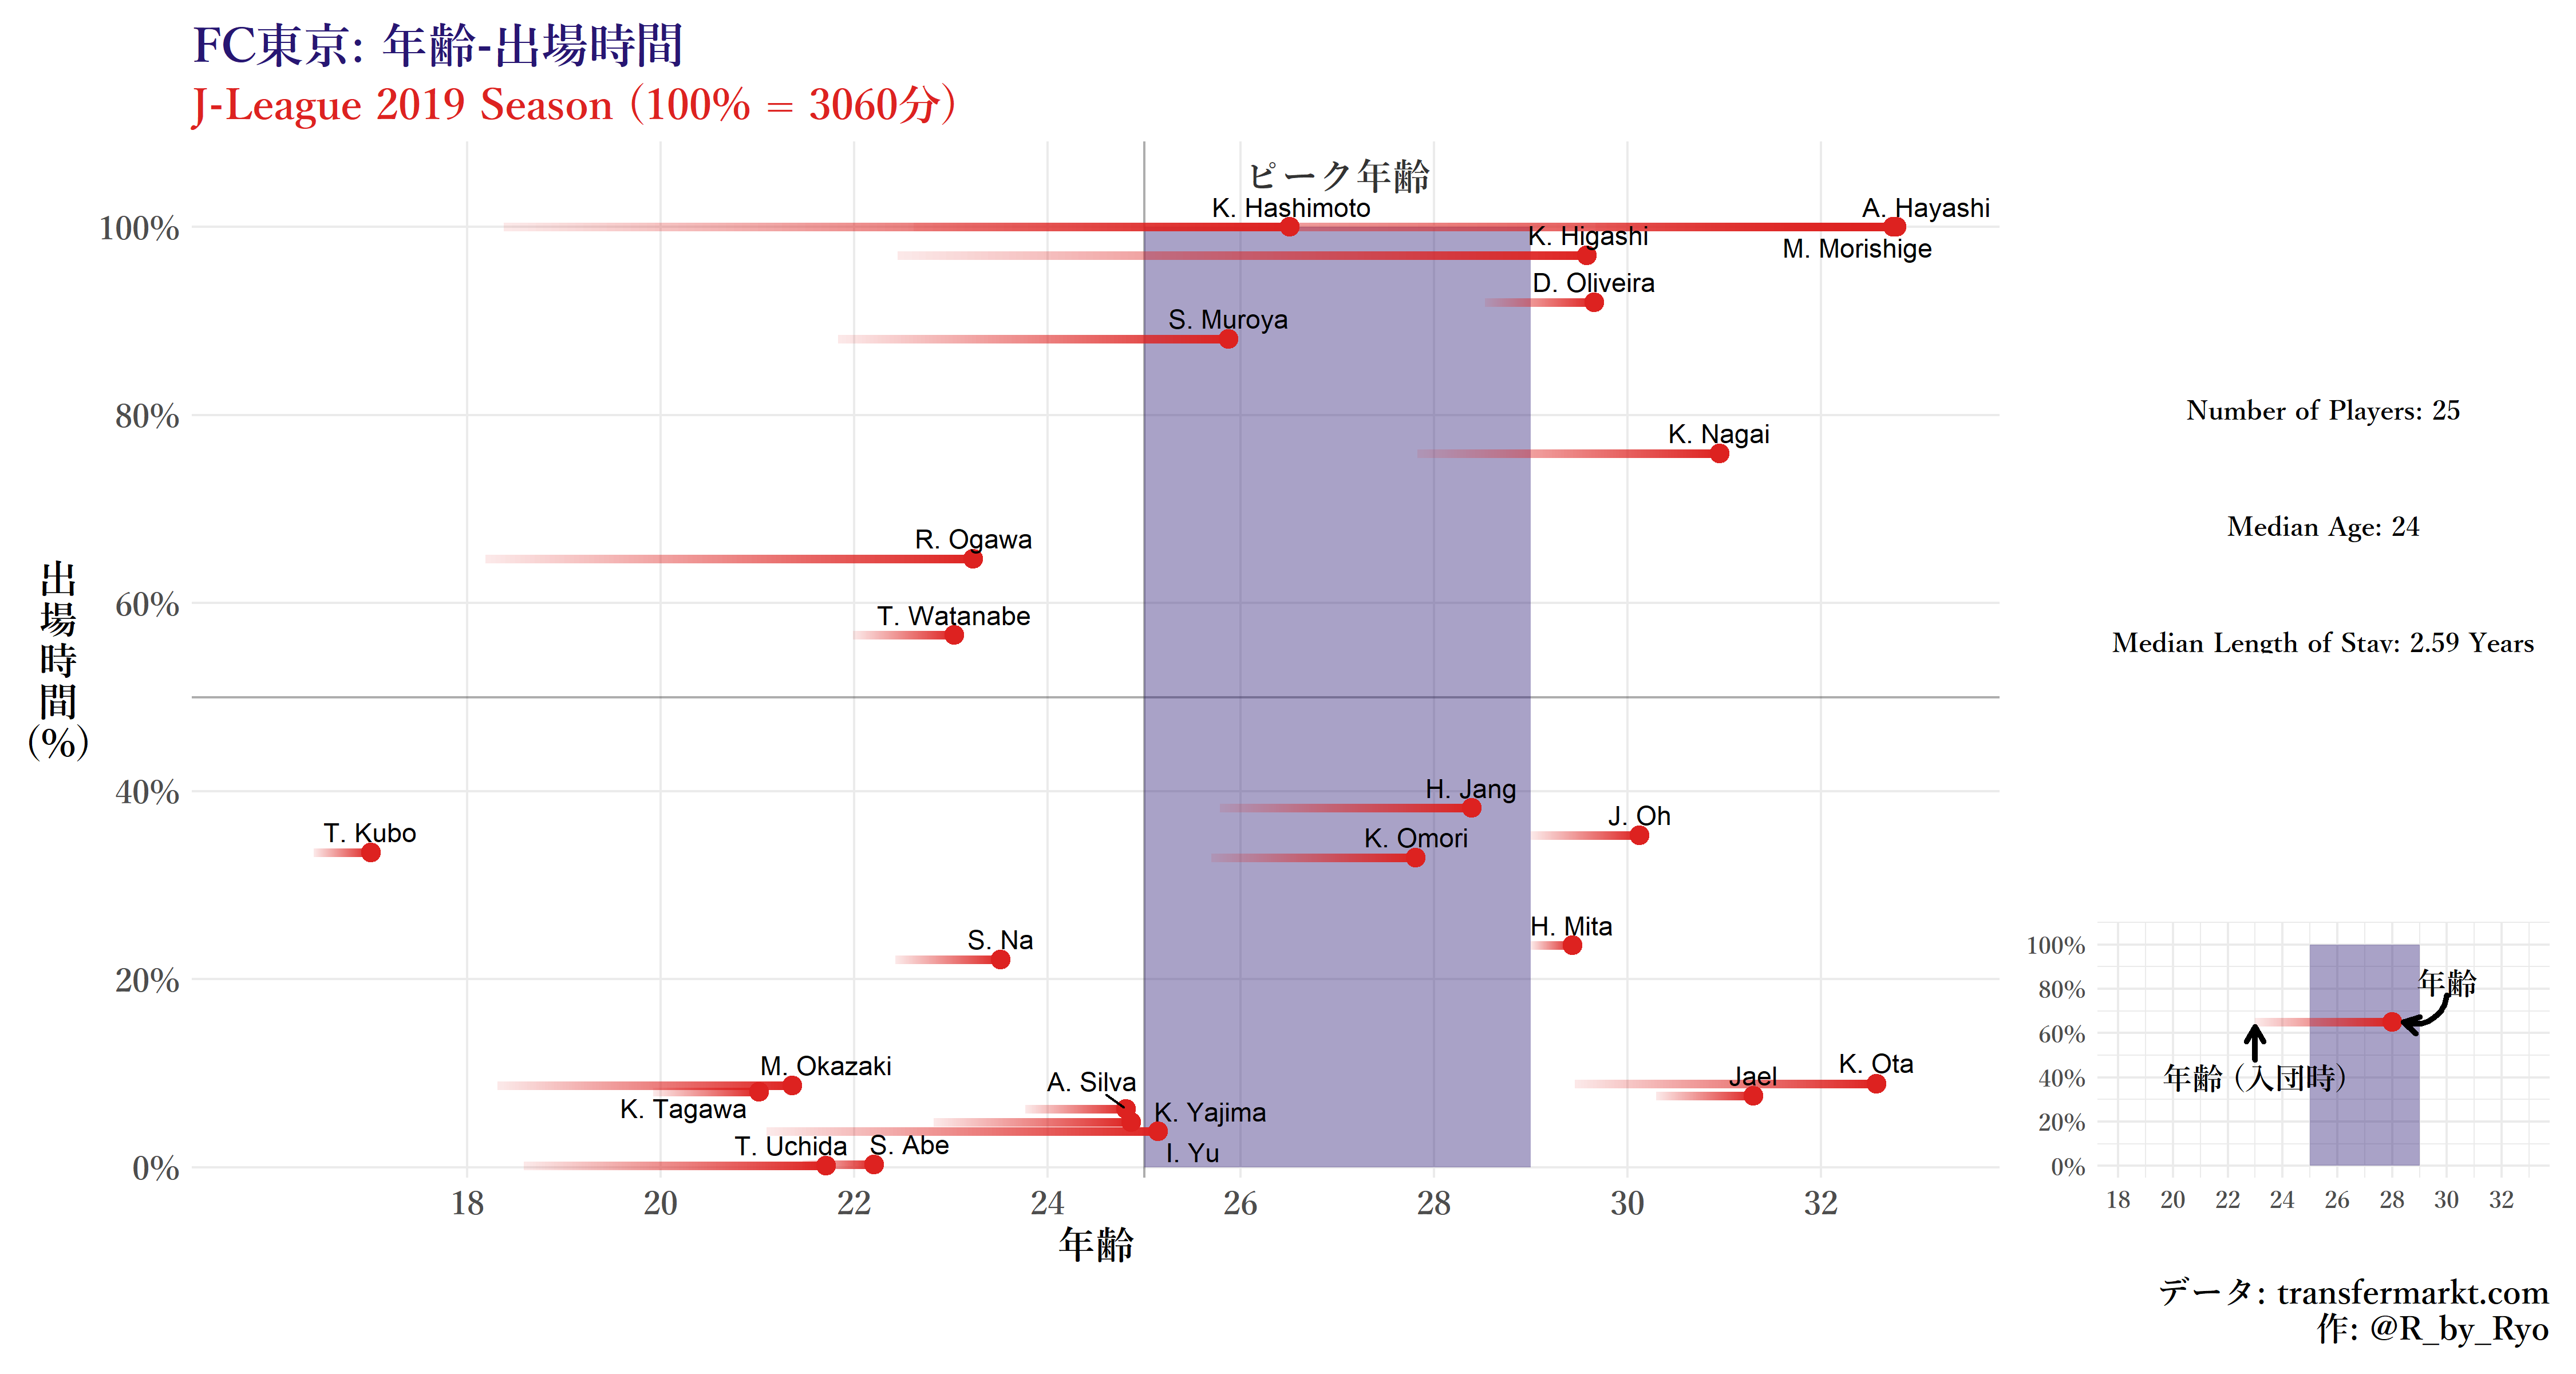 FC東京: 年齢-出場時間
J-League 2019 Season (100% = 3060分)
ピーク年齢
K. Hashimoto
A. Hayashi
100%
K. Higashi
M. Morishige
D. Oliveira
S. Muroya
80%
K. Nagai
R. Ogawa
60%
T. Watanabe
出場時間(%)
40%
H. Jang
J. Oh
T. Kubo
K. Omori
H. Mita
S. Na
20%
M. Okazaki
K. Ota
Jael
A. Silva
K. Tagawa
K. Yajima
T. Uchida
S. Abe
I. Yu
0%
18 20 22 24 26 28 30 32
年齢
Number of Players: 25
Median Age: 24
Median Length of Stay: 2.59 Years
100%
年齢
80%
60%
年齢 (入団時)
40%
20%
0%
18 20 22 24 26 28 30 32
データ: transfermarkt.com
作: @R_by_Ryo